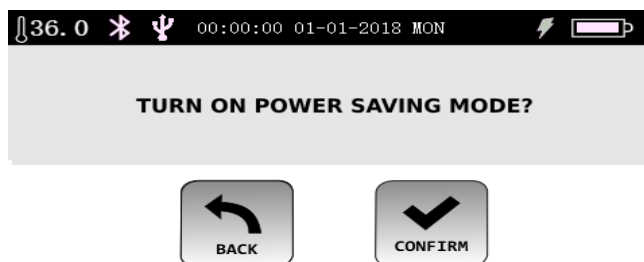 36.0 00:00:00 01-01-2018 MON
TURN ON POWER SAVING MODE?
BACK CONFIRM